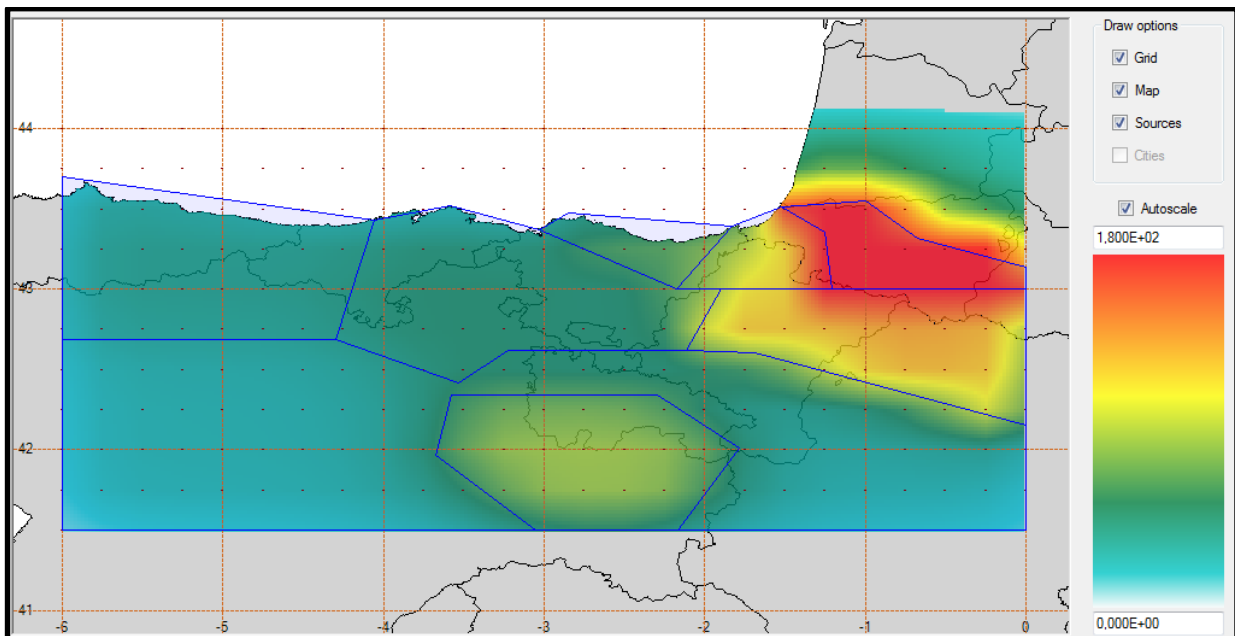 Draw options
Grid
Map
Sources
Cities
Autoscale
1,800E+02
0,000E+00
44
43
42
41
-6
-5
-4
-3
-2
-1
0